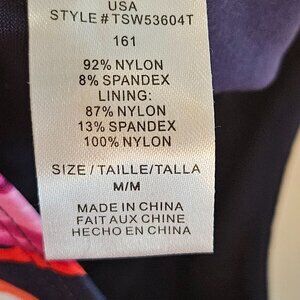 USA
STYLE #TSW53604T
161
92% NYLON
8% SPANDEX
LINING:
87% NYLON
13% SPANDEX
100% NYLON
SIZE / TAILLE/TALLA
M/M
MADE IN CHINA
FAIT AUX CHINE
HECHO EN CHINA